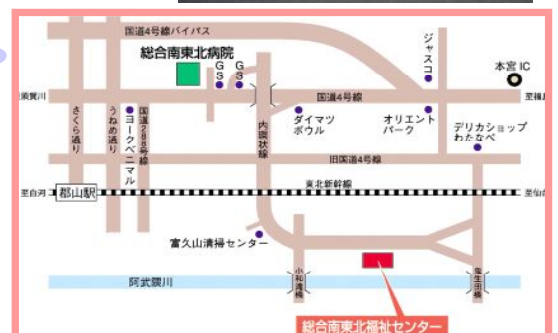 国道4号線バイパス
総合南東北病院
GS
GS
ジャスコ
本宮IC
須賀川
国道4号線
至福島
さくら通り
うねめ通り
ヨークベニマル
国道288号線
内環状線
ダイマツ
ボウル
オリエント
パーク
デリカショップ
わたなべ
旧国道4号線
至白河
郡山駅
東北新幹線
至仙台
富久山清掃センター
小和滝橋
阿武隈川
総合南東北福祉センター